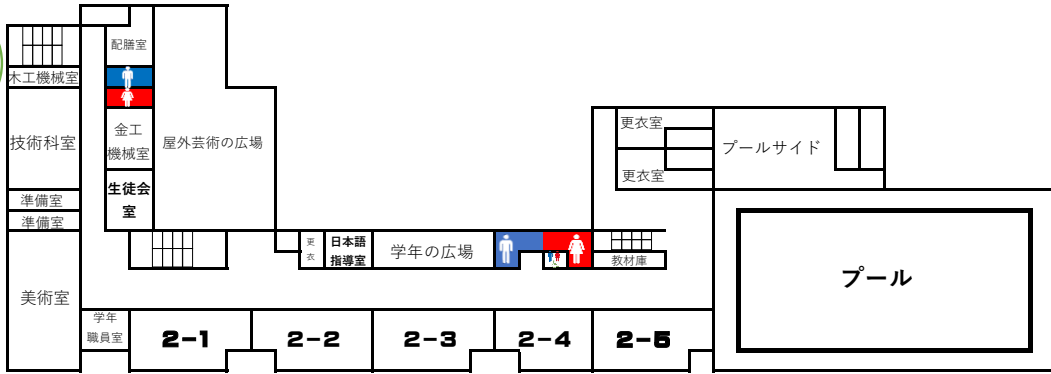 配膳室
木工機械室
技術科室
金工
機械室
屋外芸術の広場
更衣室
プールサイド
更衣室
生徒会
室
準備室
準備室
更
衣
日本語
指導室
学年の広場
教材庫
美術室
プール
学年
職員室
2-1
2-2
2-3
2-4
2-5